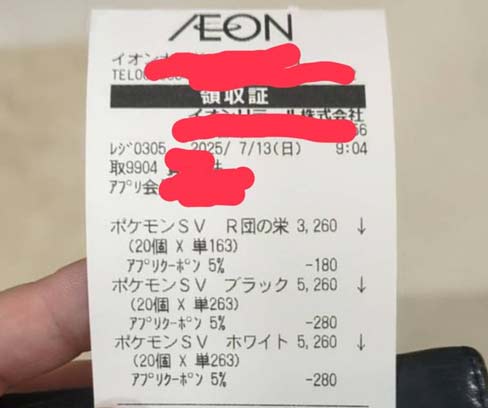 ÆON
イオン
TEL
領収証
イオンリテール株式会社
66
レジ0305 2025/ 7/13(日) 9:04
取9904
アプリ会
ポケモンSV R団の栄 3,260 ↓
(20個 X 単163)
アプリクーポン 5% -180
ポケモンSV ブラック 5,260 ↓
(20個 X 単263)
アプリクーポン 5% -280
ポケモンSV ホワイト 5,260 ↓
(20個 X 単263)
アプリクーポン 5% -280